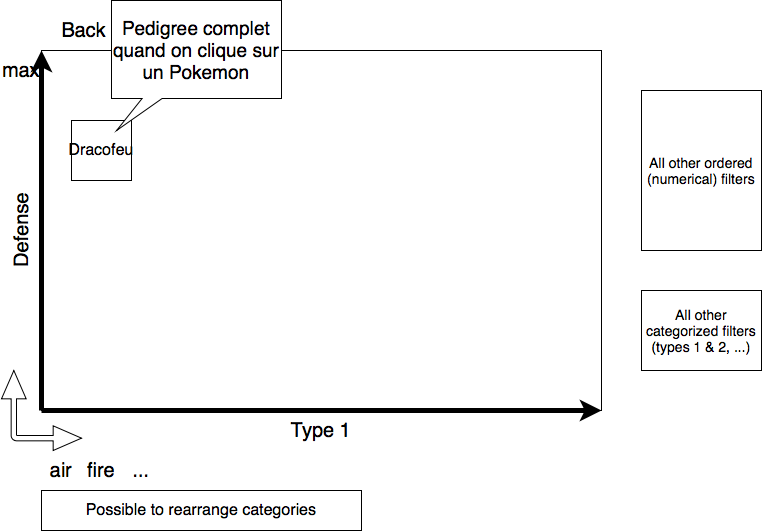 Back
Pedigree complet
quand on clique sur
un Pokemon
max
Dracofeu
All other ordered
(numerical) filters
Defense
All other
categorized filters
(types 1 & 2, ...)
Type 1
air fire ...
Possible to rearrange categories